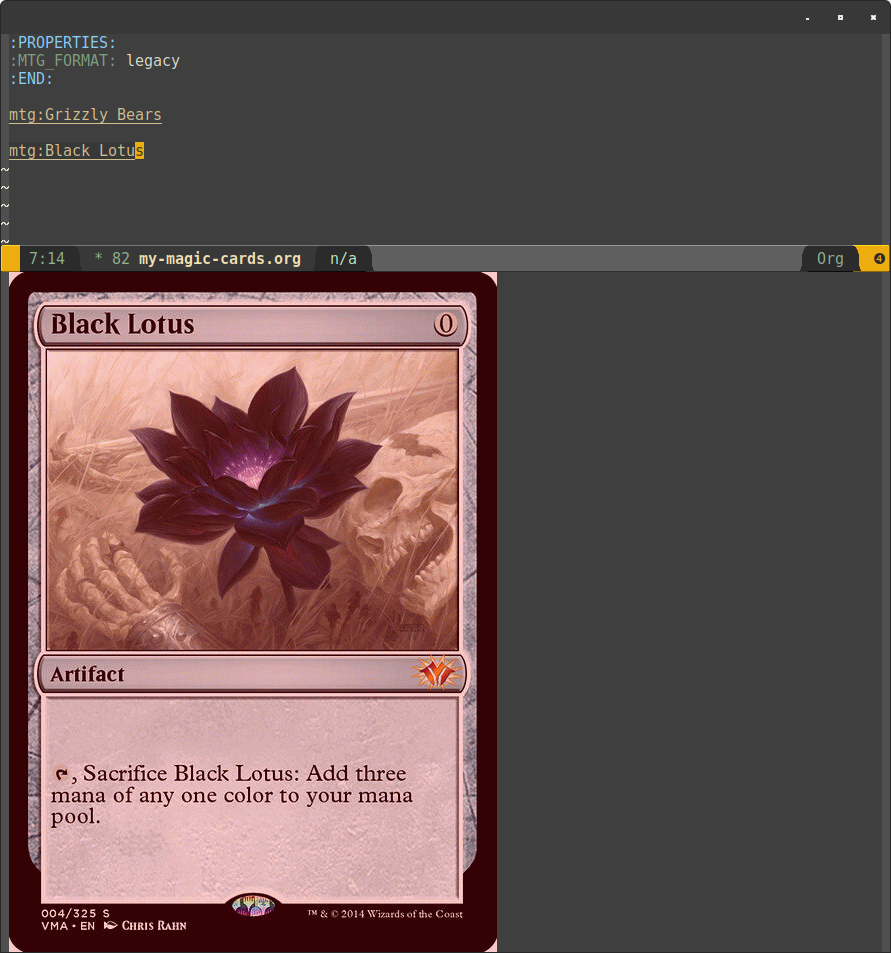 :PROPERTIES:
:MTG_FORMAT: legacy
:END:
mtg:Grizzly Bears
mtg:Black Lotus
~
~
~
~
~
7:14 * 82 my-magic-cards.org n/a Org 4
Black Lotus 0
Artifact
, Sacrifice Black Lotus: Add three
mana of any one color to your mana
pool.
004/325 S
VMA • EN Chris Rahn
™ & © 2014 Wizards of the Coast